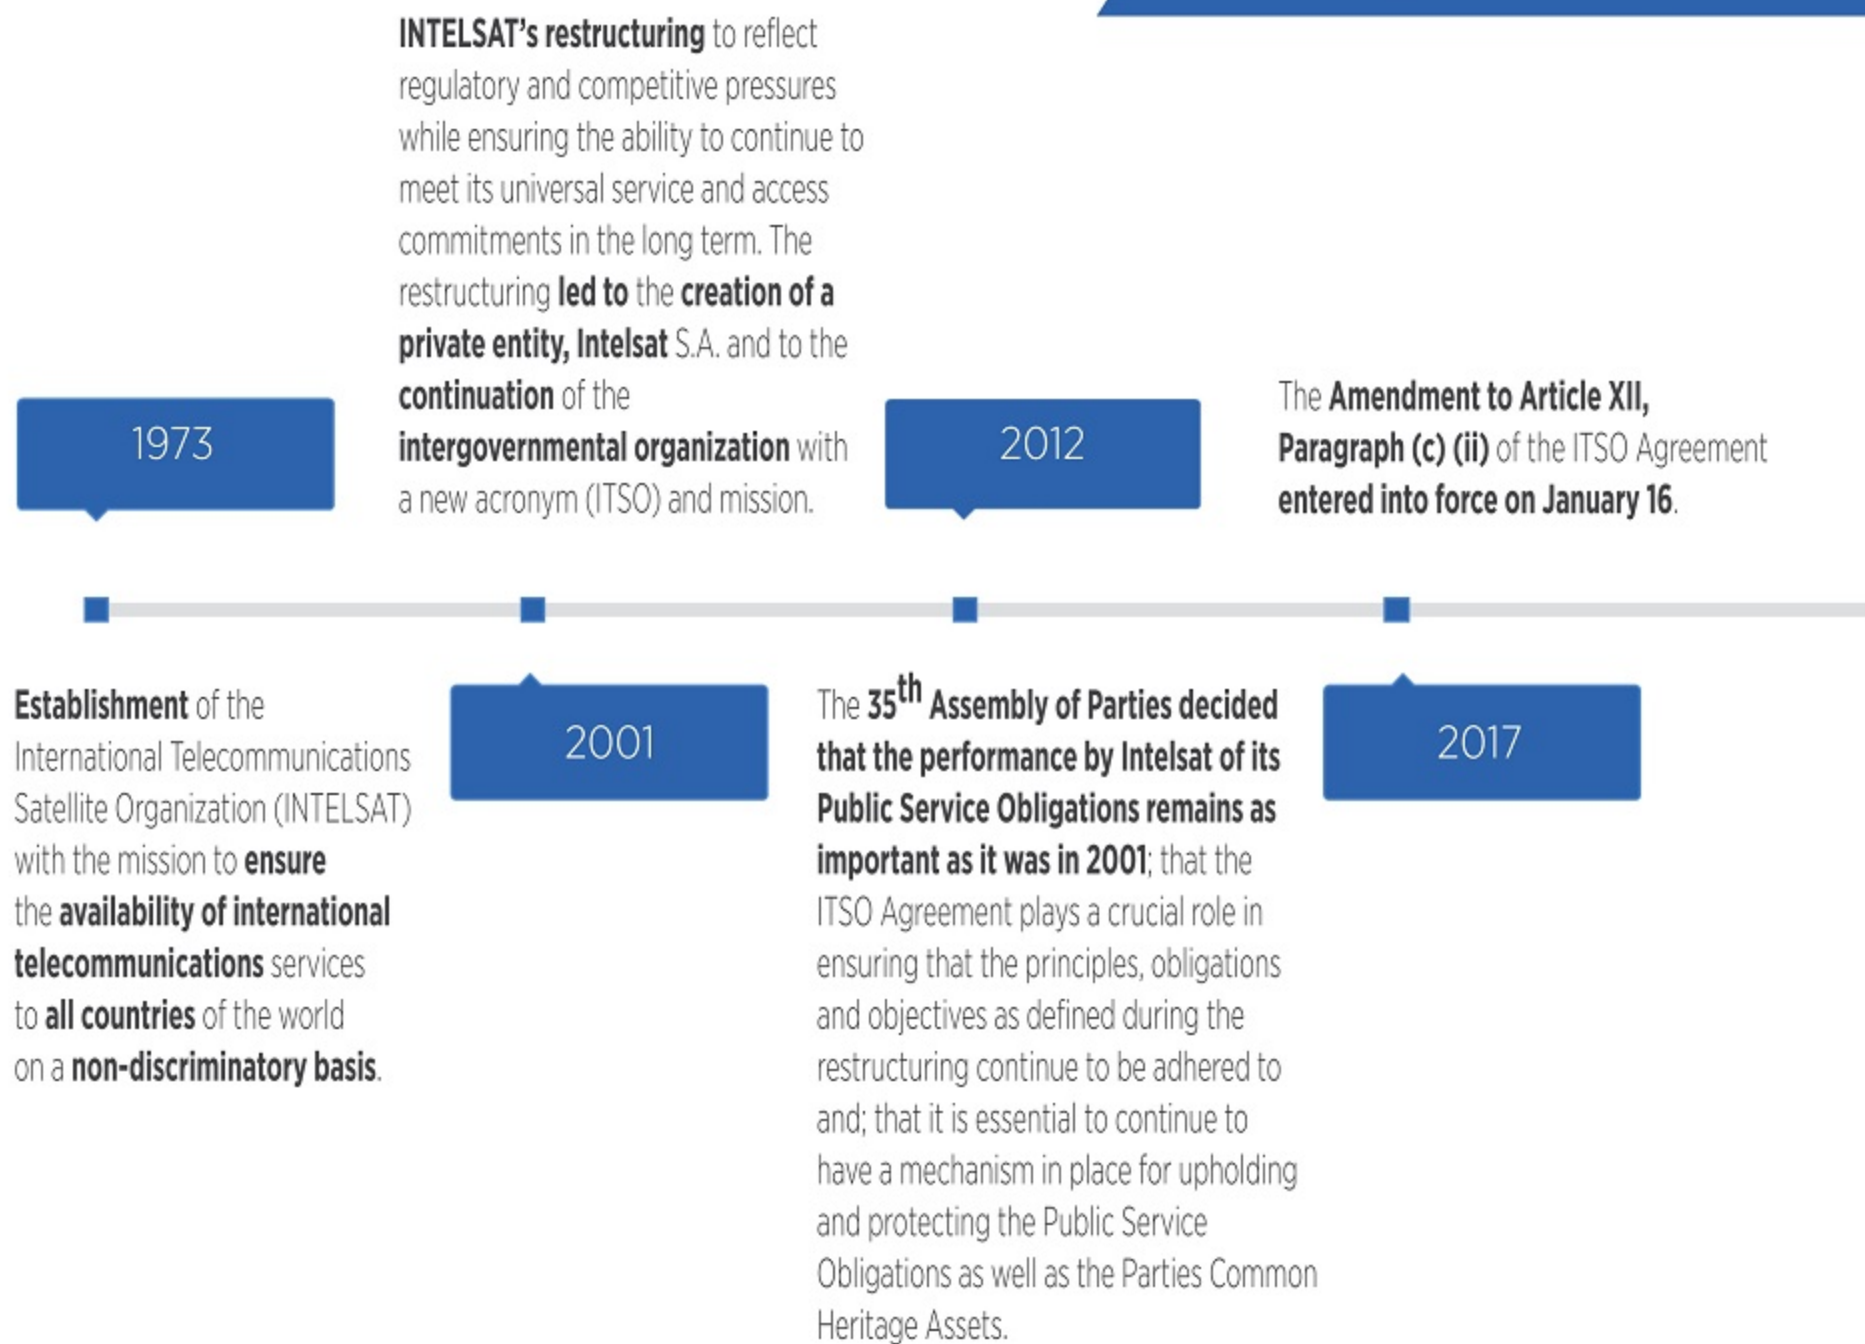 1973
Establishment of the
International Telecommunications
Satellite Organization (INTELSAT)
with the mission to ensure
the availability of international
telecommunications services
to all countries of the world
on a non-discriminatory basis.
INTELSAT’s restructuring to reflect
regulatory and competitive pressures
while ensuring the ability to continue to
meet its universal service and access
commitments in the long term. The
restructuring led to the creation of a
private entity, Intelsat S.A. and to the
continuation of the
intergovernmental organization with
a new acronym (ITSO) and mission.
2001
2012
The 35th Assembly of Parties decided
that the performance by Intelsat of its
Public Service Obligations remains as
important as it was in 2001; that the
ITSO Agreement plays a crucial role in
ensuring that the principles, obligations
and objectives as defined during the
restructuring continue to be adhered to
and; that it is essential to continue to
have a mechanism in place for upholding
and protecting the Public Service
Obligations as well as the Parties Common
Heritage Assets.
The Amendment to Article XII,
Paragraph (c) (ii) of the ITSO Agreement
entered into force on January 16.
2017